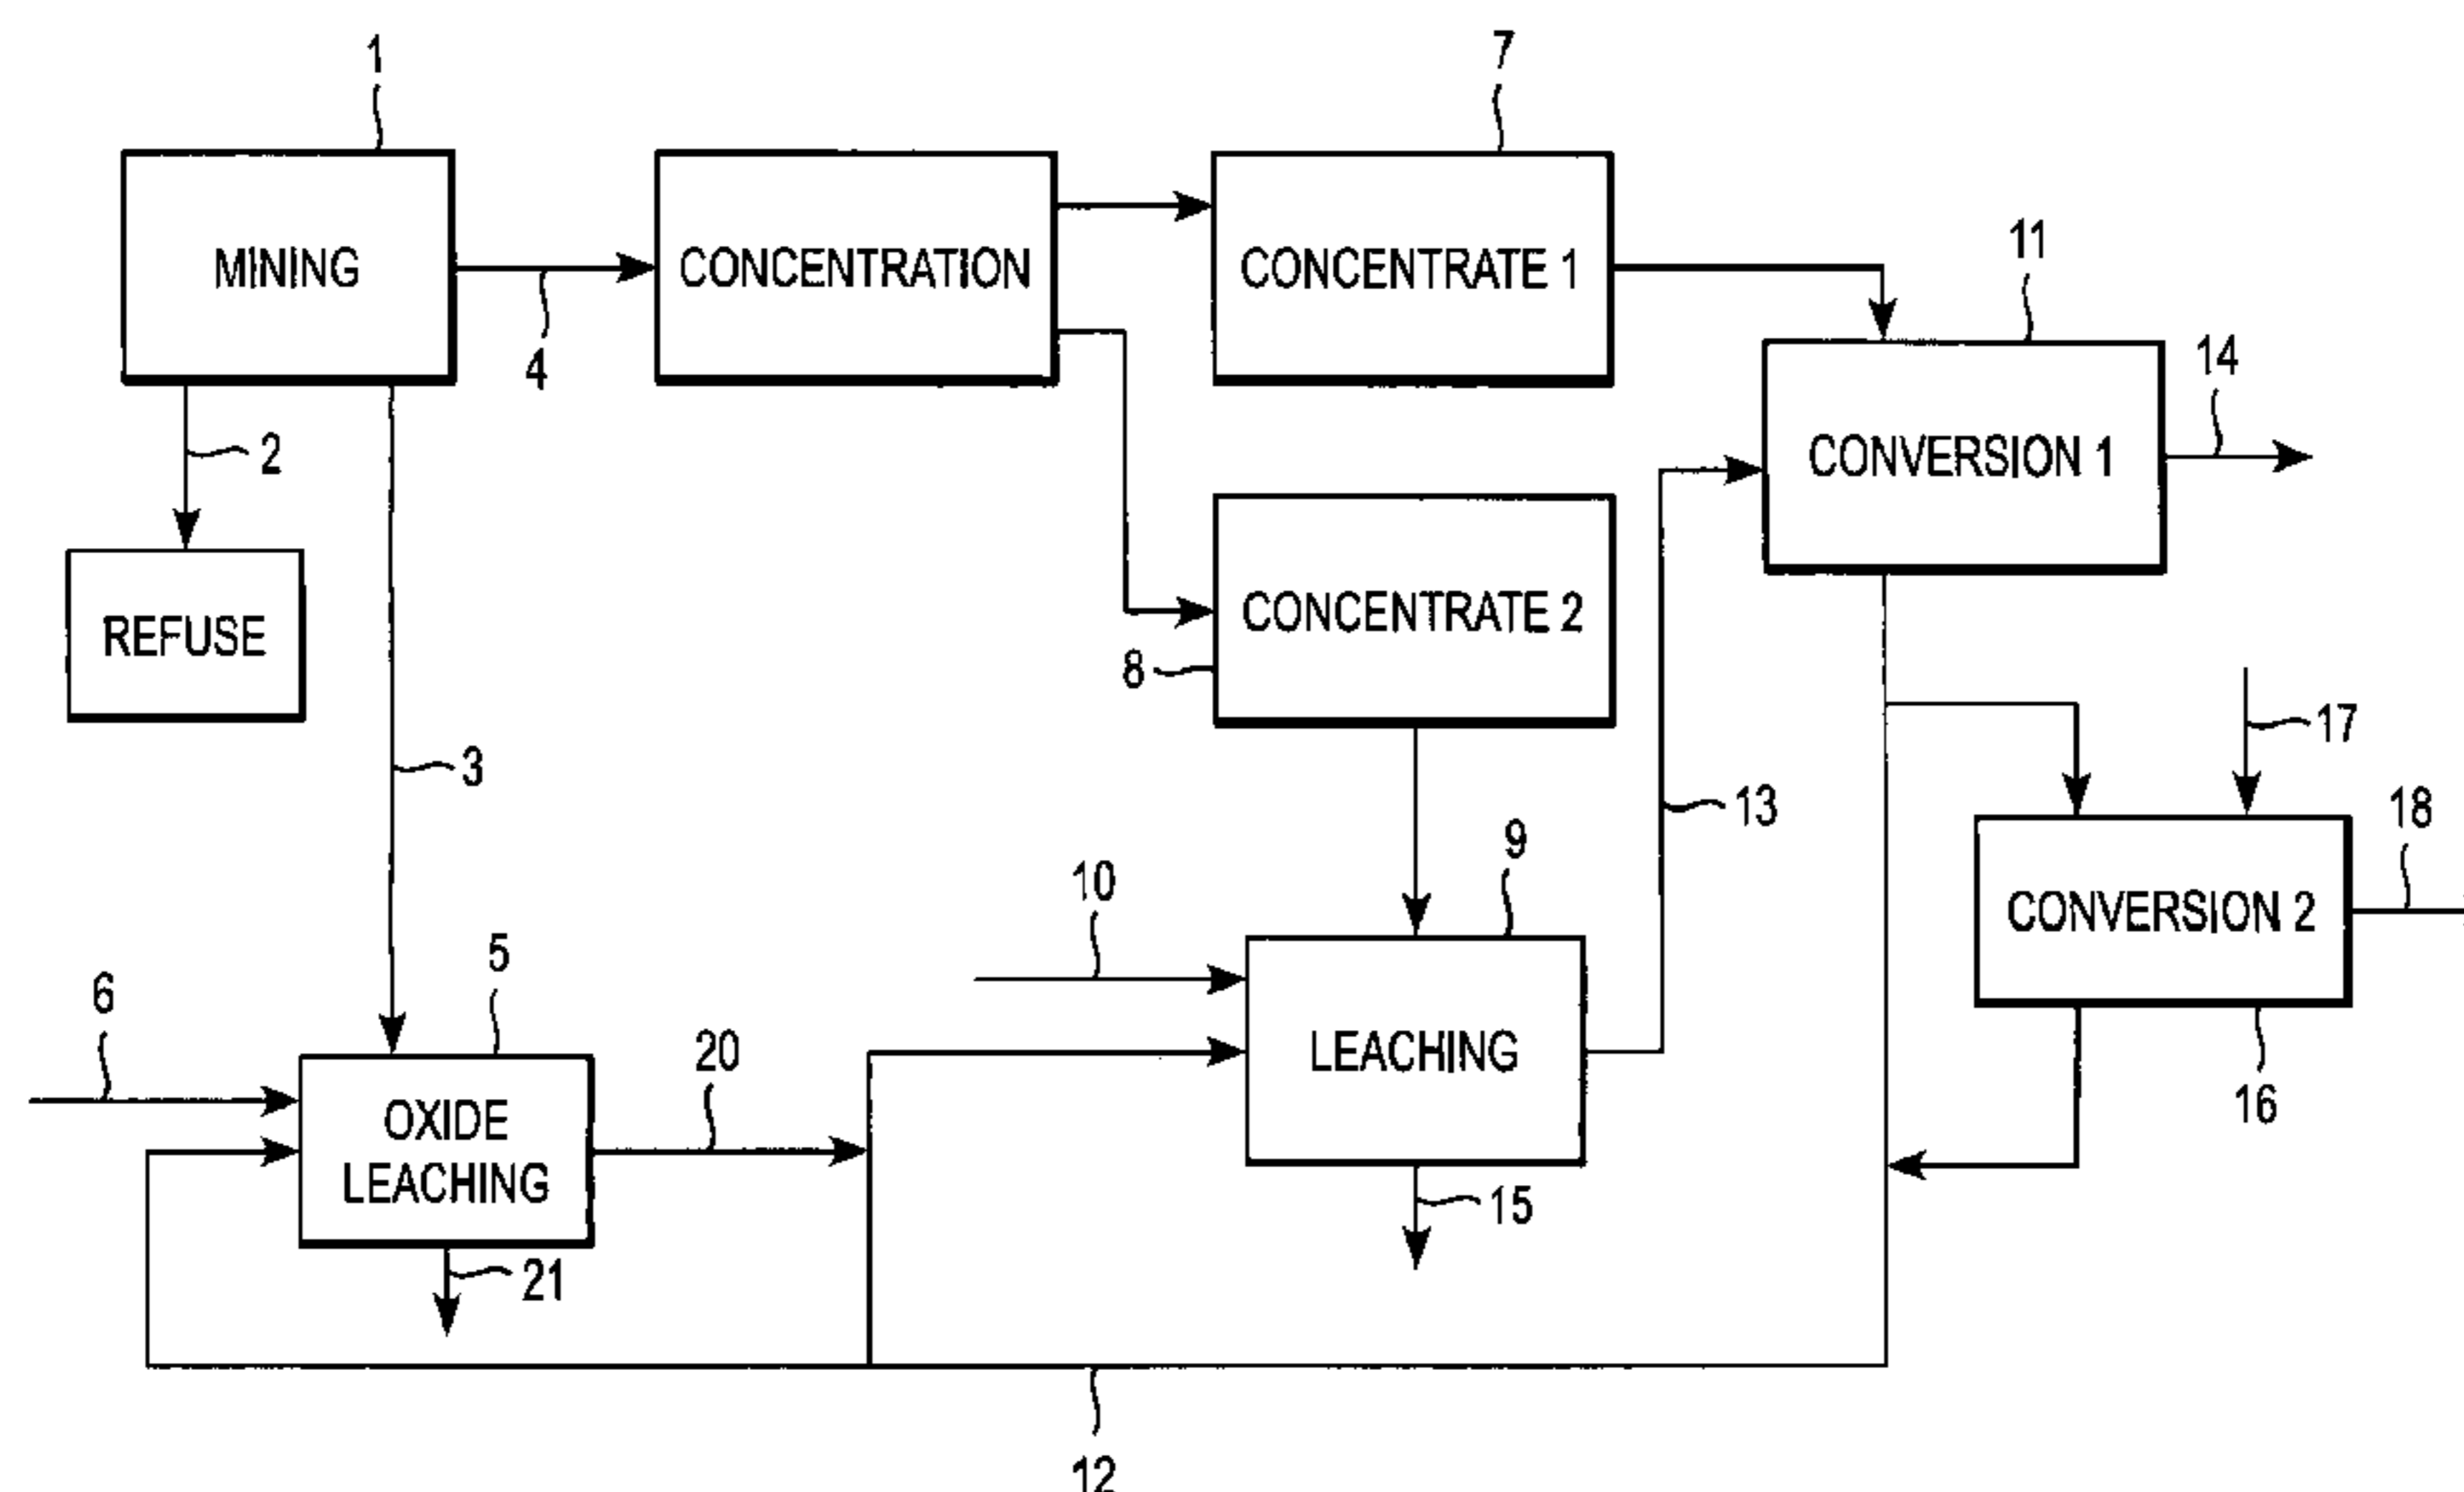 1
7
MINING
CONCENTRATION
CONCENTRATE 1
11
4
14
2
CONVERSION 1
REFUSE
CONCENTRATE 2
8
17
3
13
18
9
10
CONVERSION 2
5
6
20
LEACHING
16
OXIDE
LEACHING
15
21
12